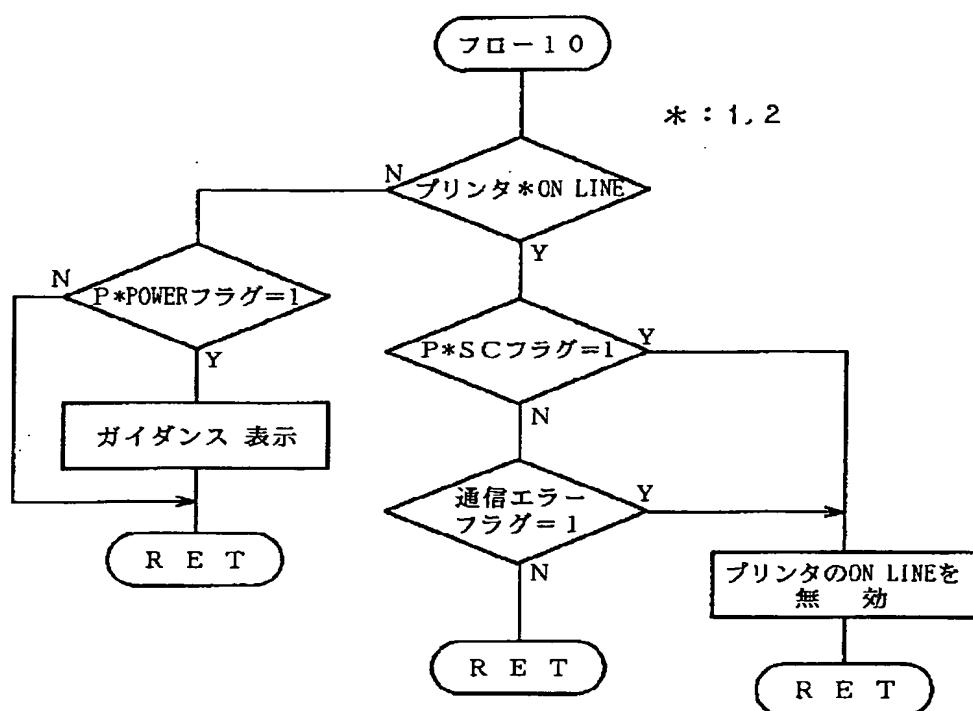 フロー10
*:1,2
N
プリンタ*ON LINE
Y
N
P*POWERフラグ=1
Y
P*SCフラグ=1
Y
N
ガイダンス 表示
通信エラー
フラグ=1
Y
N
RET
プリンタのON LINEを
無 効
RET
RET